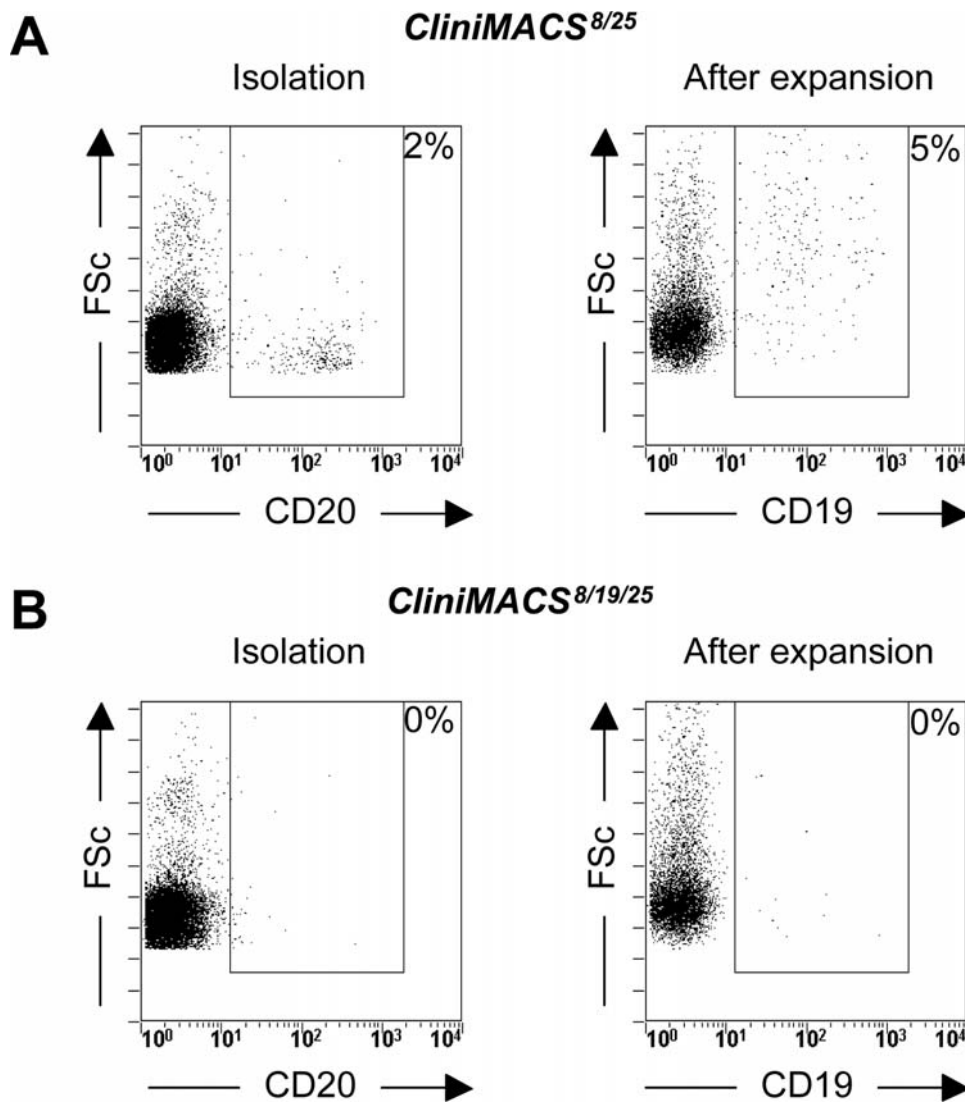 A
CliniMACS8/25
Isolation
After expansion
2%
5%
FSc
FSc
10⁰ 10¹ 10² 10³ 10⁴
10⁰ 10¹ 10² 10³ 10⁴
CD20
CD19
B
CliniMACS8/19/25
Isolation
After expansion
0%
0%
FSc
FSc
10⁰ 10¹ 10² 10³ 10⁴
10⁰ 10¹ 10² 10³ 10⁴
CD20
CD19